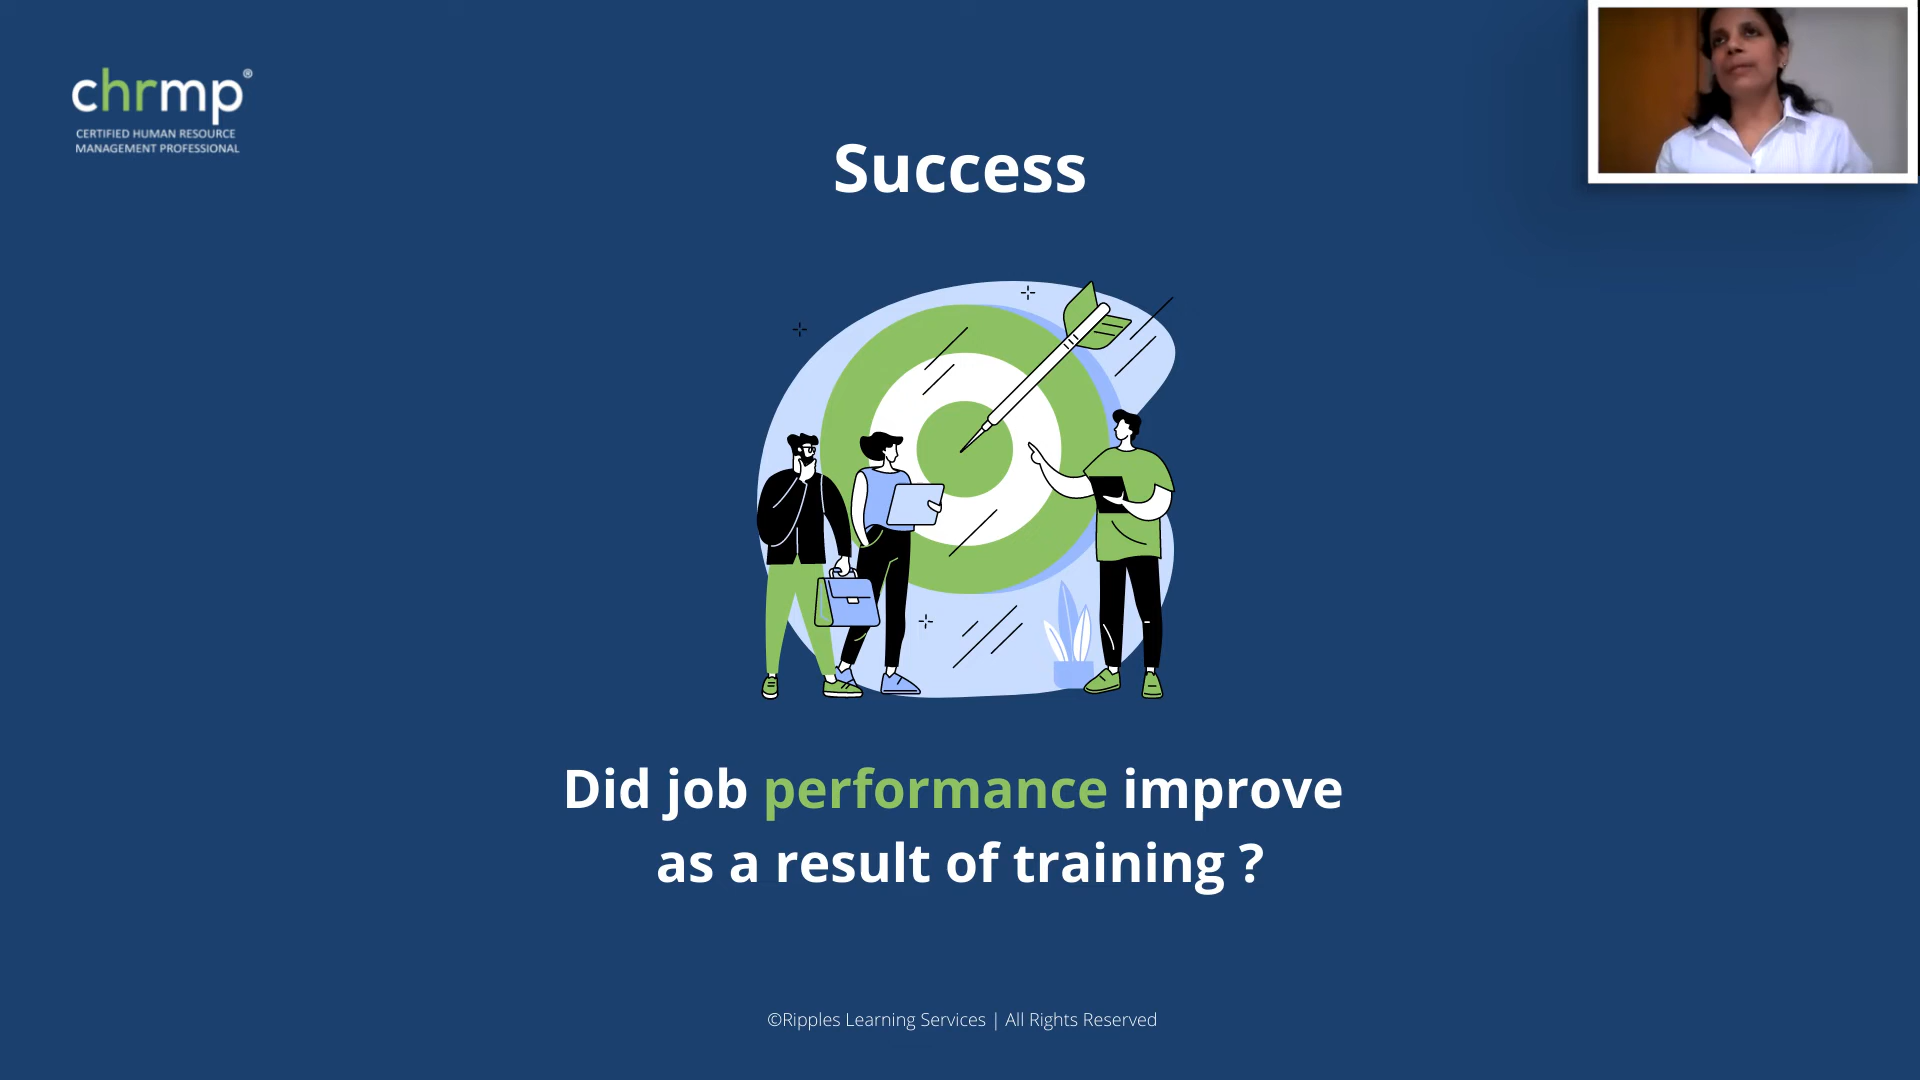 chrmp®
CERTIFIED HUMAN RESOURCE
MANAGEMENT PROFESSIONAL
Success
Did job performance improve
as a result of training ?
©Ripples Learning Services | All Rights Reserved